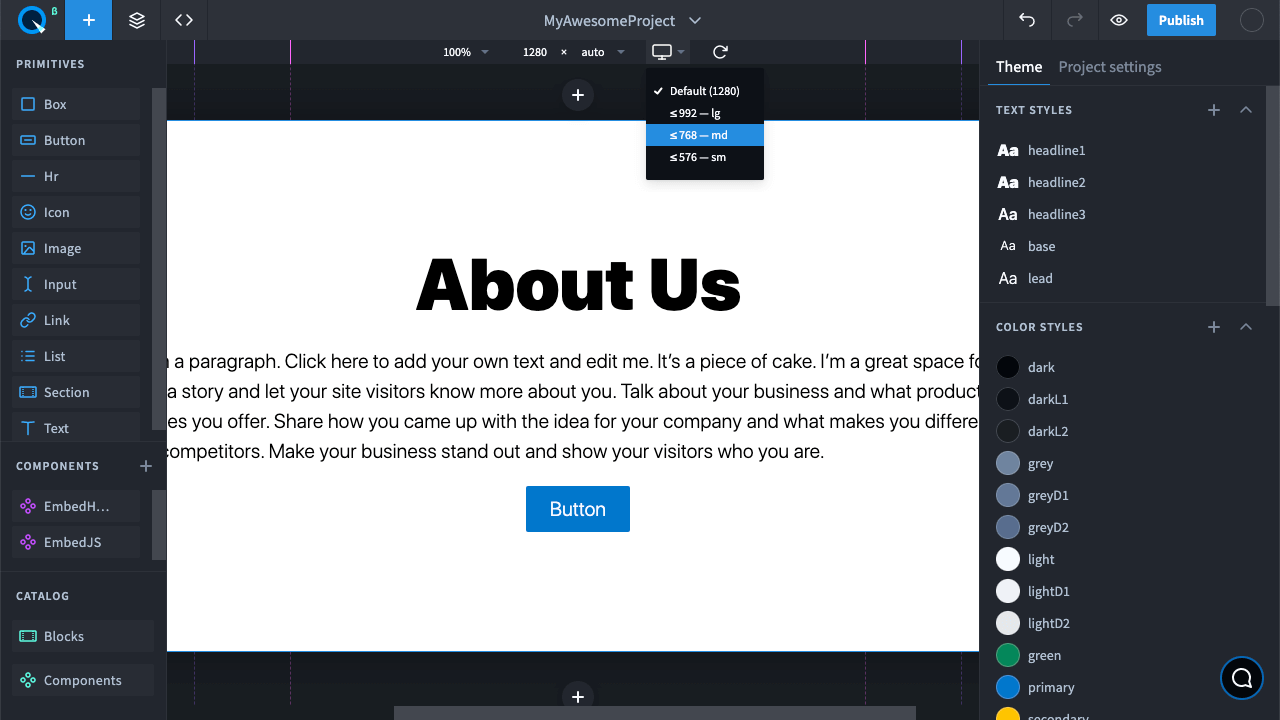 β
MyAwesomeProject
Publish
PRIMITIVES
Box
Button
Hr
Icon
Image
Input
Link
List
Section
Text
COMPONENTS
EmbedH...
EmbedJS
CATALOG
Blocks
Components
100%
1280 × auto
Default (1280)
≤ 992 — lg
≤ 768 — md
≤ 576 — sm
About Us
a paragraph. Click here to add your own text and edit me. It's a piece of cake. I'm a great space fo
a story and let your site visitors know more about you. Talk about your business and what product
es you offer. Share how you came up with the idea for your company and what makes you differe
competitors. Make your business stand out and show your visitors who you are.
Button
Theme
Project settings
TEXT STYLES
Aa headline1
Aa headline2
Aa headline3
Aa base
Aa lead
COLOR STYLES
dark
darkL1
darkL2
grey
greyD1
greyD2
light
lightD1
lightD2
green
primary
secondary